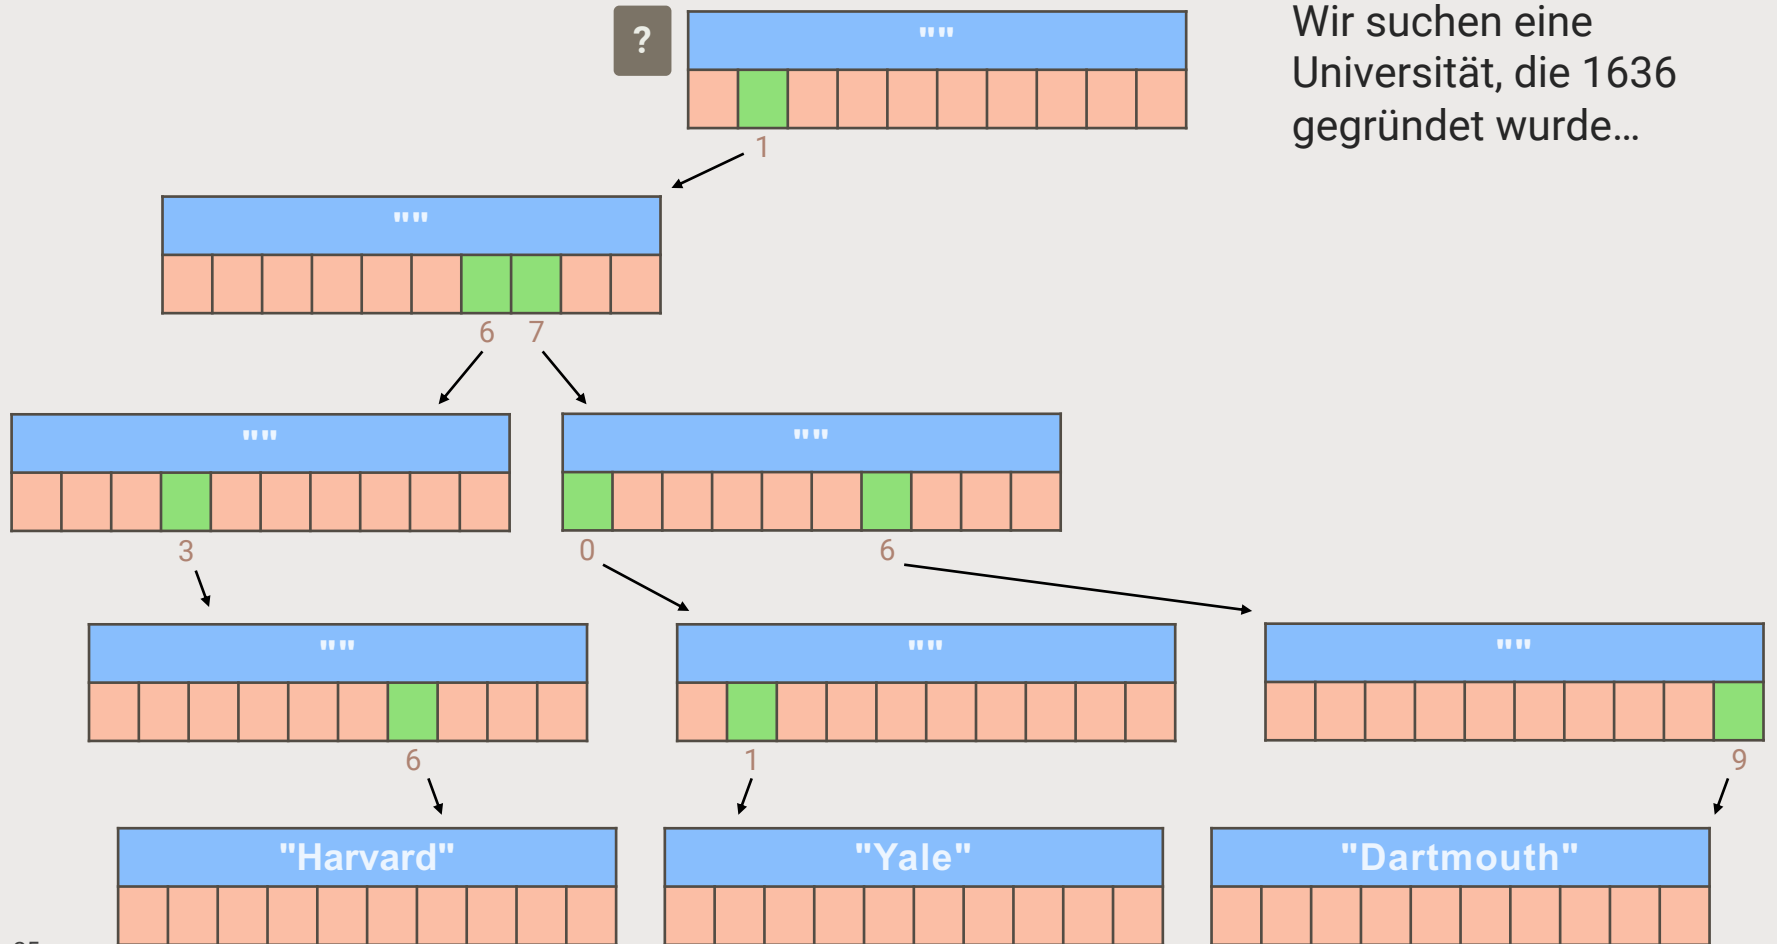 ?
""
Wir suchen eine
Universität, die 1636
gegründet wurde…
1
""
6 7
""
""
3
0 6
""
""
""
6
1
9
"Harvard"
"Yale"
"Dartmouth"